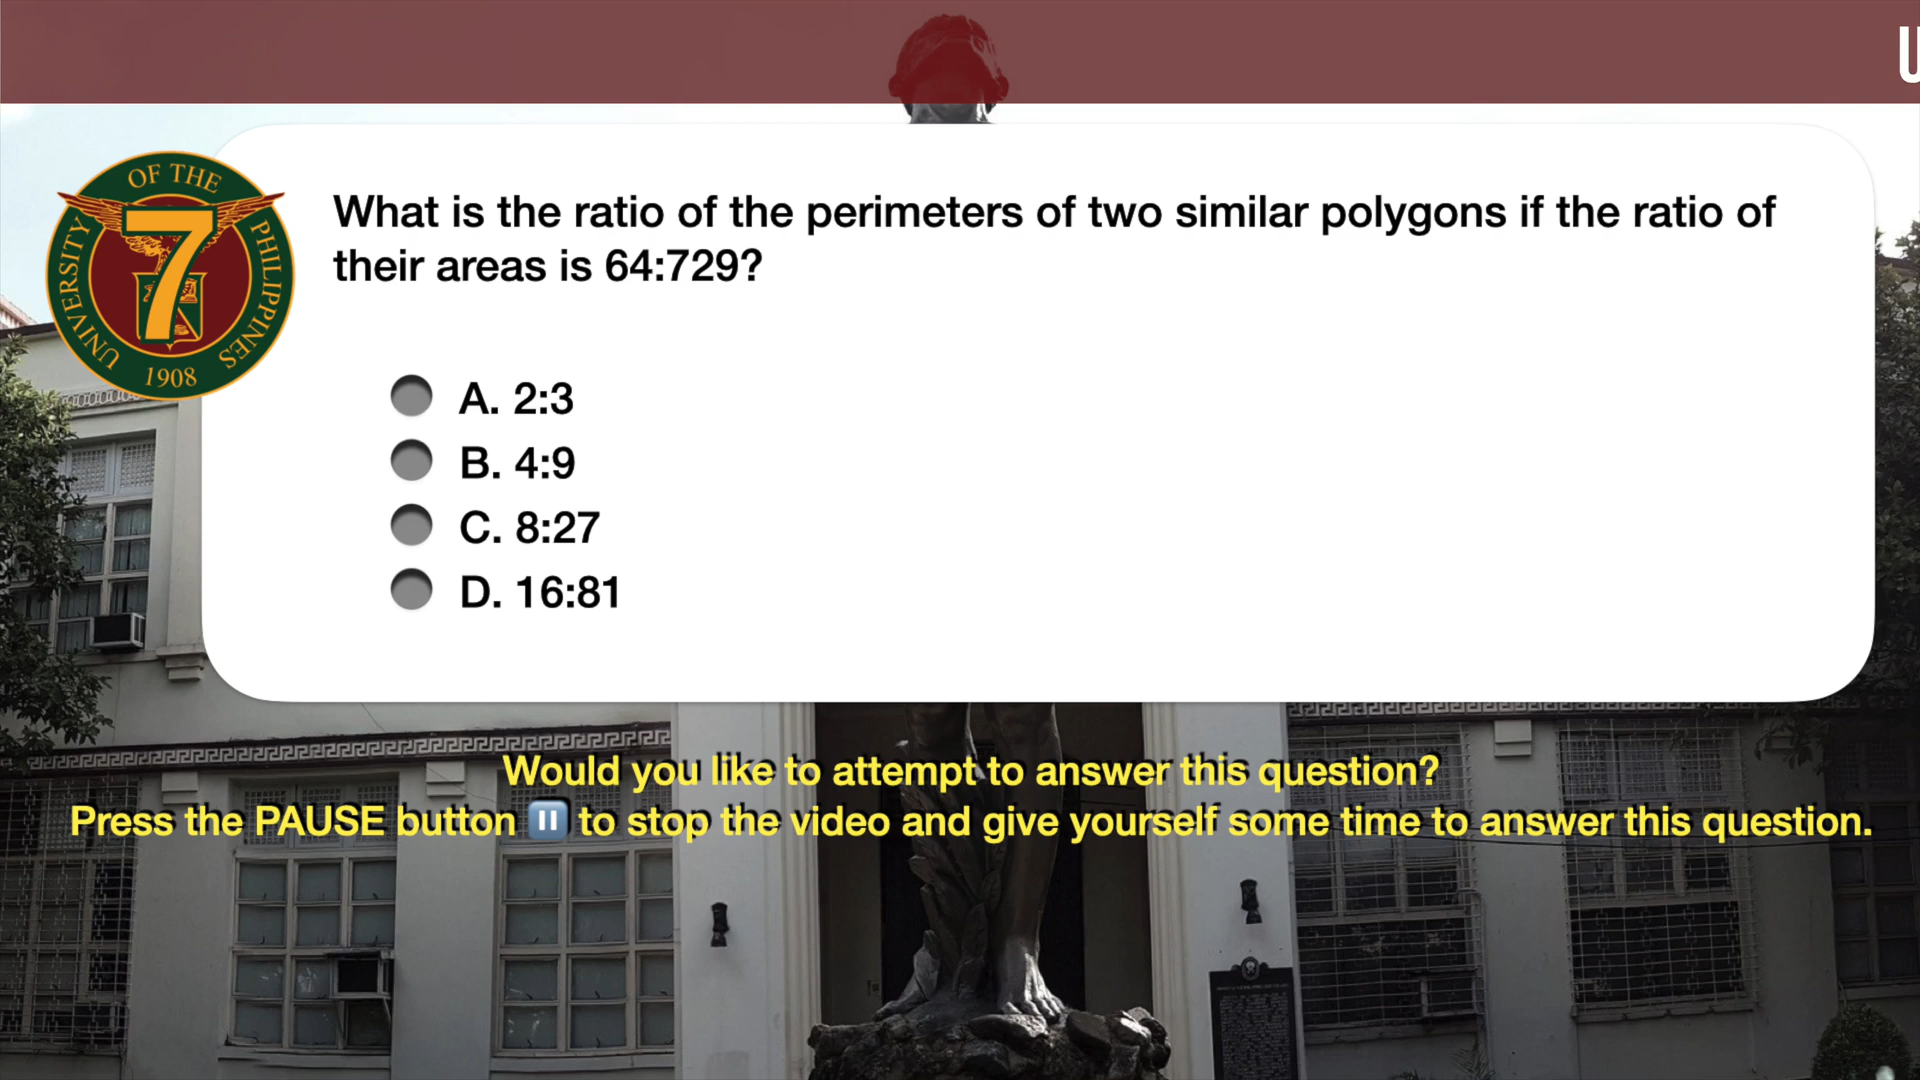 U
OF THE
UNIVERSITY
PHILIPPINES
7
1908
What is the ratio of the perimeters of two similar polygons if the ratio of
their areas is 64:729?
A. 2:3
B. 4:9
C. 8:27
D. 16:81
Would you like to attempt to answer this question?
Press the PAUSE button ⏸️ to stop the video and give yourself some time to answer this question.